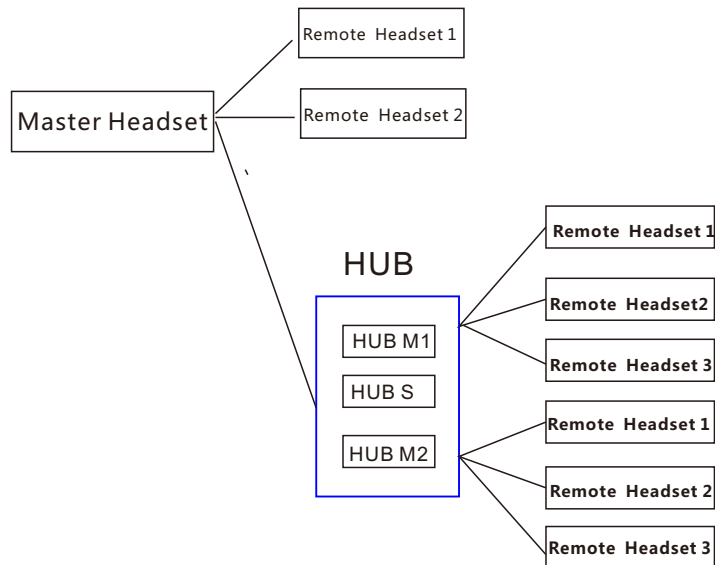 Remote Headset 1
Master Headset
Remote Headset 2
HUB
HUB M1
HUB S
HUB M2
Remote Headset 1
Remote Headset2
Remote Headset 3
Remote Headset 1
Remote Headset 2
Remote Headset 3